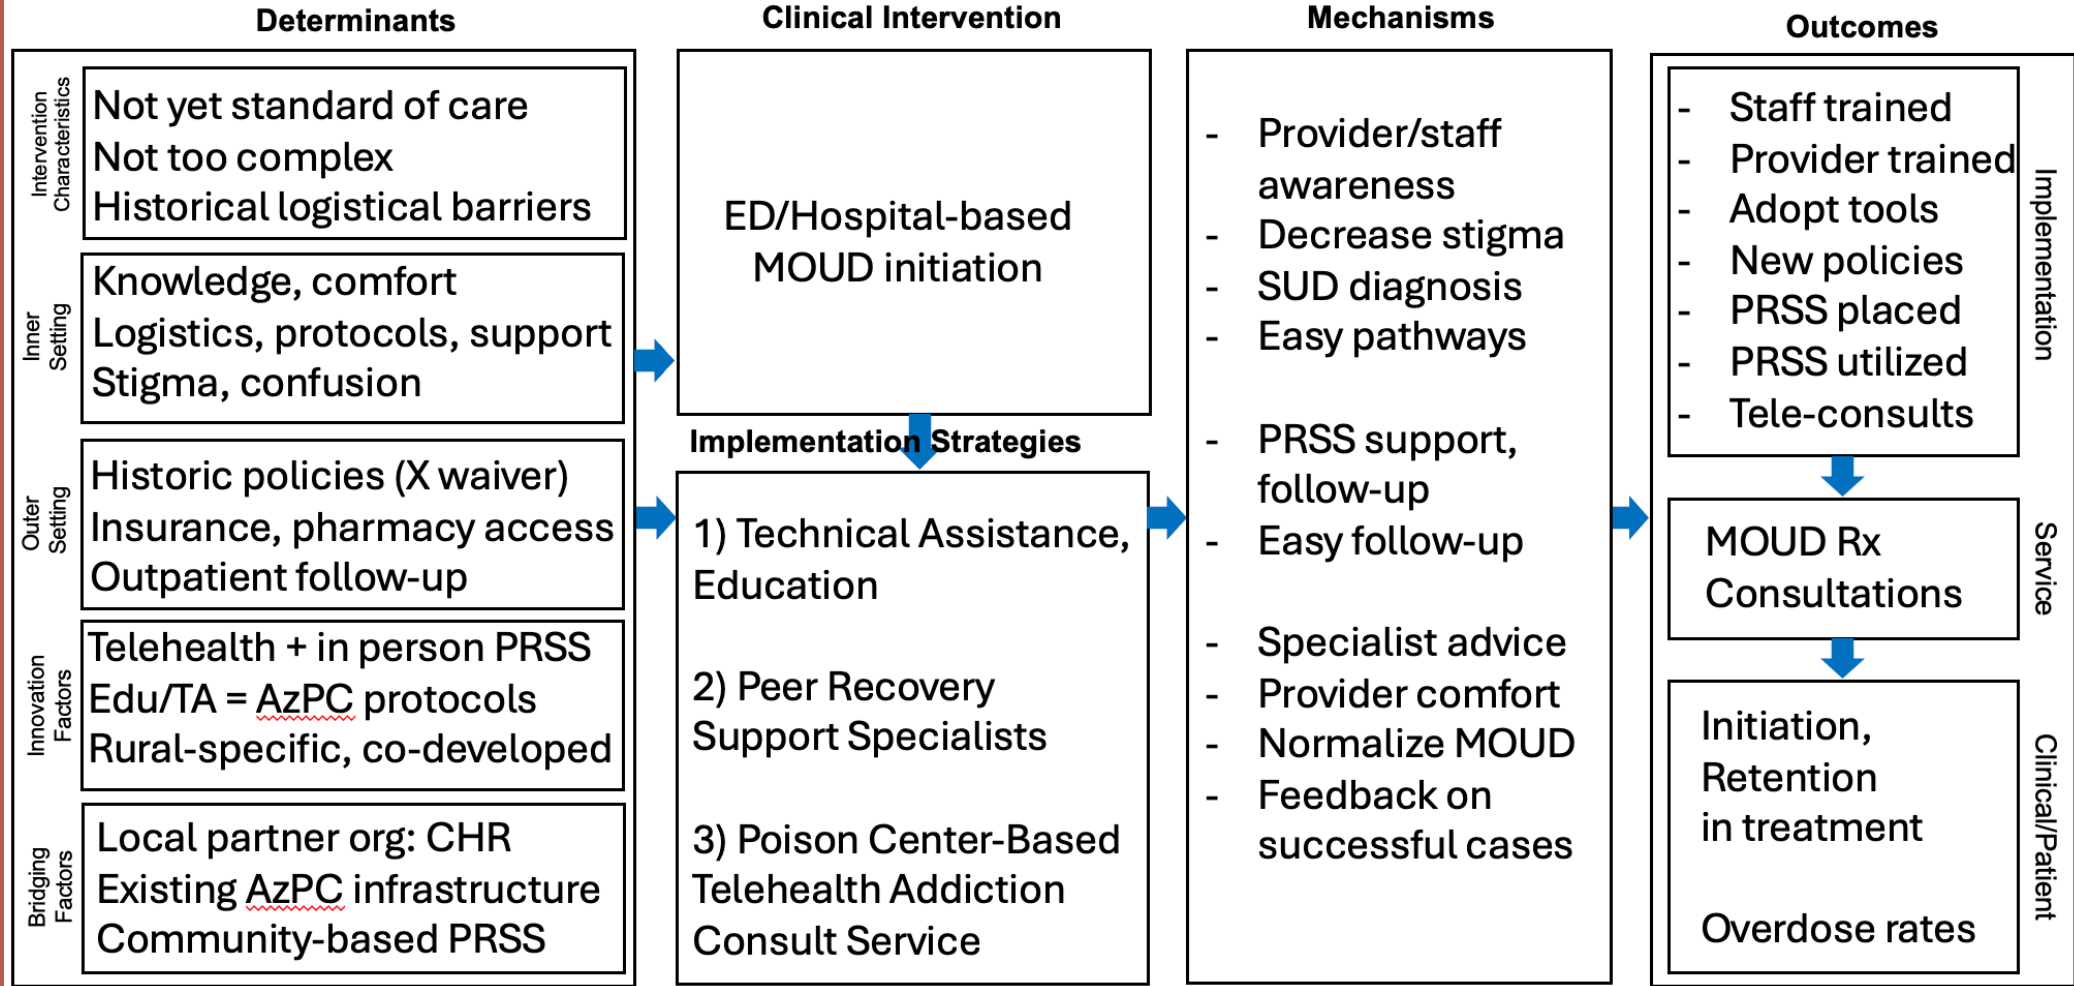 Determinants
Intervention
Characteristics
Not yet standard of care
Not too complex
Historical logistical barriers
Inner
Setting
Knowledge, comfort
Logistics, protocols, support
Stigma, confusion
Outer
Setting
Historic policies (X waiver)
Insurance, pharmacy access
Outpatient follow-up
Innovation
Factors
Telehealth + in person PRSS
Edu/TA = AzPC protocols
Rural-specific, co-developed
Bridging
Factors
Local partner org: CHR
Existing AzPC infrastructure
Community-based PRSS
Clinical Intervention
ED/Hospital-based
MOUD initiation
Implementation Strategies
1) Technical Assistance,
Education
2) Peer Recovery
Support Specialists
3) Poison Center-Based
Telehealth Addiction
Consult Service
Mechanisms
- Provider/staff
awareness
- Decrease stigma
- SUD diagnosis
- Easy pathways
- PRSS support,
follow-up
- Easy follow-up
- Specialist advice
- Provider comfort
- Normalize MOUD
- Feedback on
successful cases
Outcomes
- Staff trained
- Provider trained
- Adopt tools
- New policies
- PRSS placed
- PRSS utilized
- Tele-consults
Implementation
MOUD Rx
Consultations
Service
Initiation,
Retention
in treatment
Overdose rates
Clinical/Patient